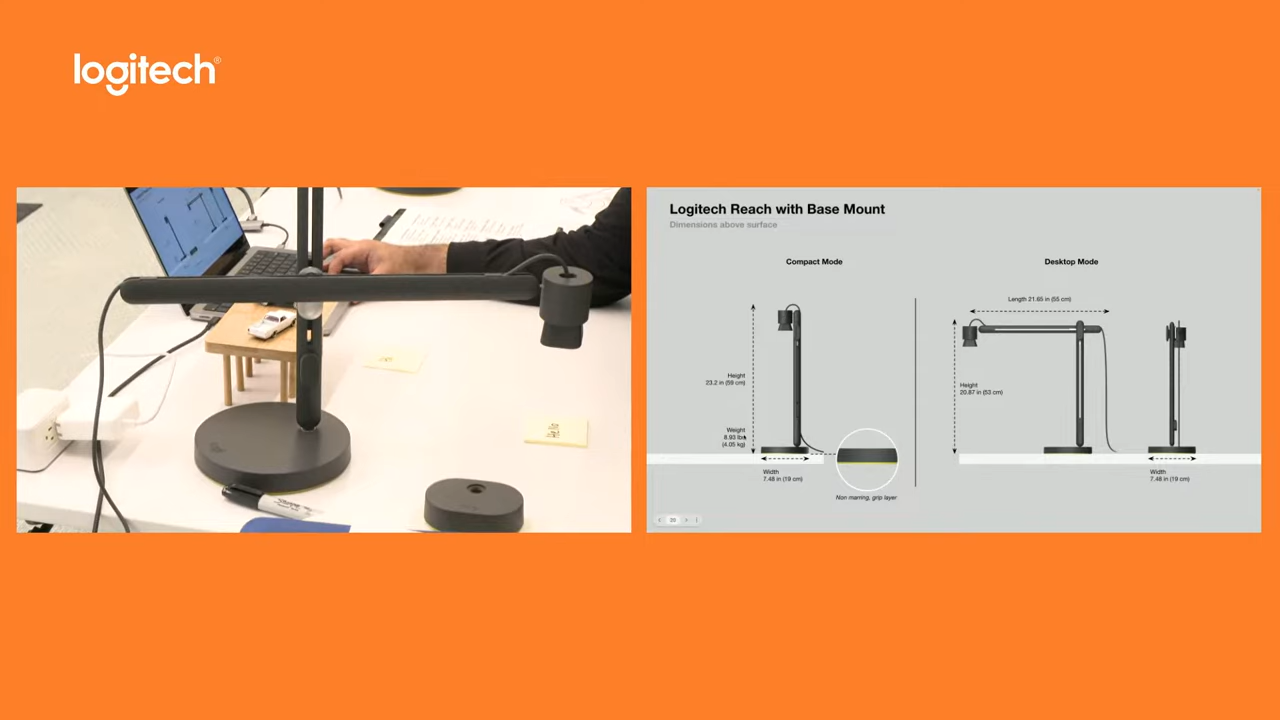 logitech®
Hello
Logitech Reach with Base Mount
Dimensions above surface
Compact Mode
Desktop Mode
Length 21.65 in (55 cm)
Height
23.2 in (59 cm)
Height
20.87 in (53 cm)
Weight
8.93 lbs
(4.05 kg)
Width
7.48 in (19 cm)
Width
7.48 in (19 cm)
Non marring, grip layer
20